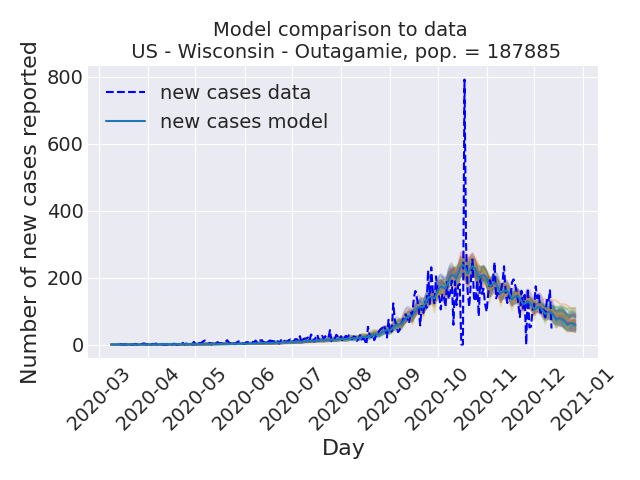 Model comparison to data
US - Wisconsin - Outagamie, pop. = 187885
Number of new cases reported
800
600
400
200
0
new cases data
new cases model
2020-03
2020-04
2020-05
2020-06
2020-07
2020-08
2020-09
2020-10
2020-11
2020-12
2021-01
Day